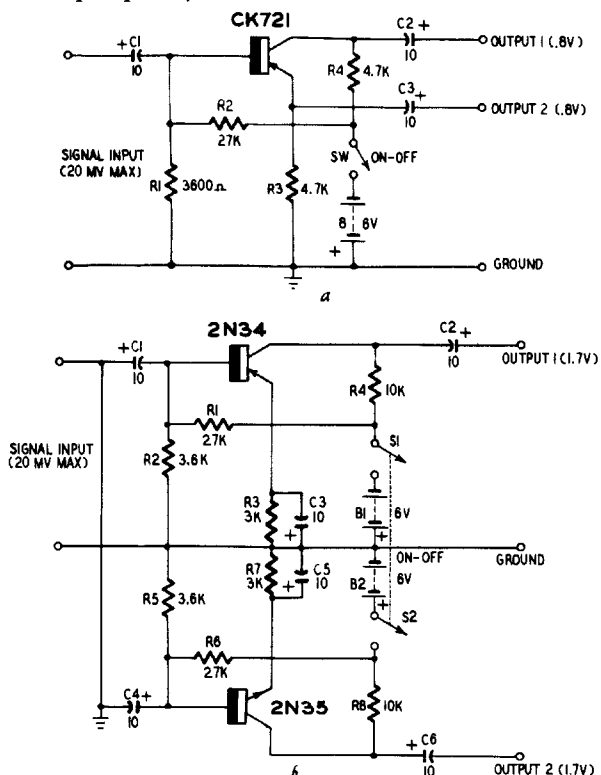 CK721
+C1
10
R2
27K
SIGNAL INPUT
(20 MV MAX)
R1
3600Ω
R3
4.7K
R4
4.7K
C2+
10
OUTPUT 1 (.8V)
C3+
10
OUTPUT 2 (.8V)
SW
ON-OFF
6V
+
GROUND
a
2N34
+C1
10
C2+
10
OUTPUT 1 (1.7V)
R4
10K
R1
27K
S1
SIGNAL INPUT
(20 MV MAX)
R2
3.6K
R3
3K
C3
10
+
B1
6V
+
ON-OFF
GROUND
R5
3.6K
R7
3K
C5
10
+
B2
6V
+
S2
R6
27K
C4+
10
2N35
R8
10K
+C6
10
OUTPUT 2 (1.7V)
b